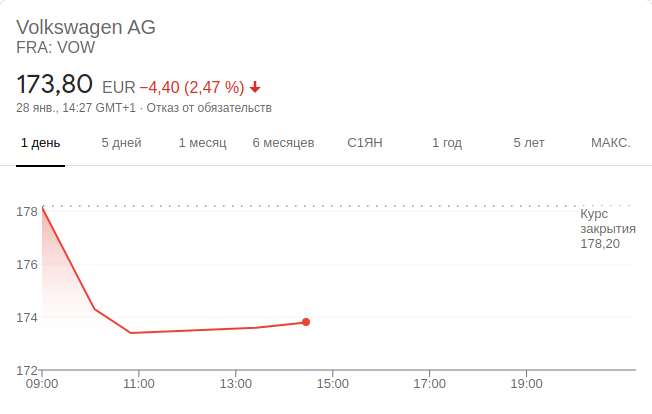 Volkswagen AG
FRA: VOW
173,80 EUR −4,40 (2,47 %)
28 янв., 14:27 GMT+1 · Отказ от обязательств
1 день 5 дней 1 месяц 6 месяцев С1ЯН 1 год 5 лет МАКС.
178
Курс
закрытия
178,20
176
174
172
09:00 11:00 13:00 15:00 17:00 19:00